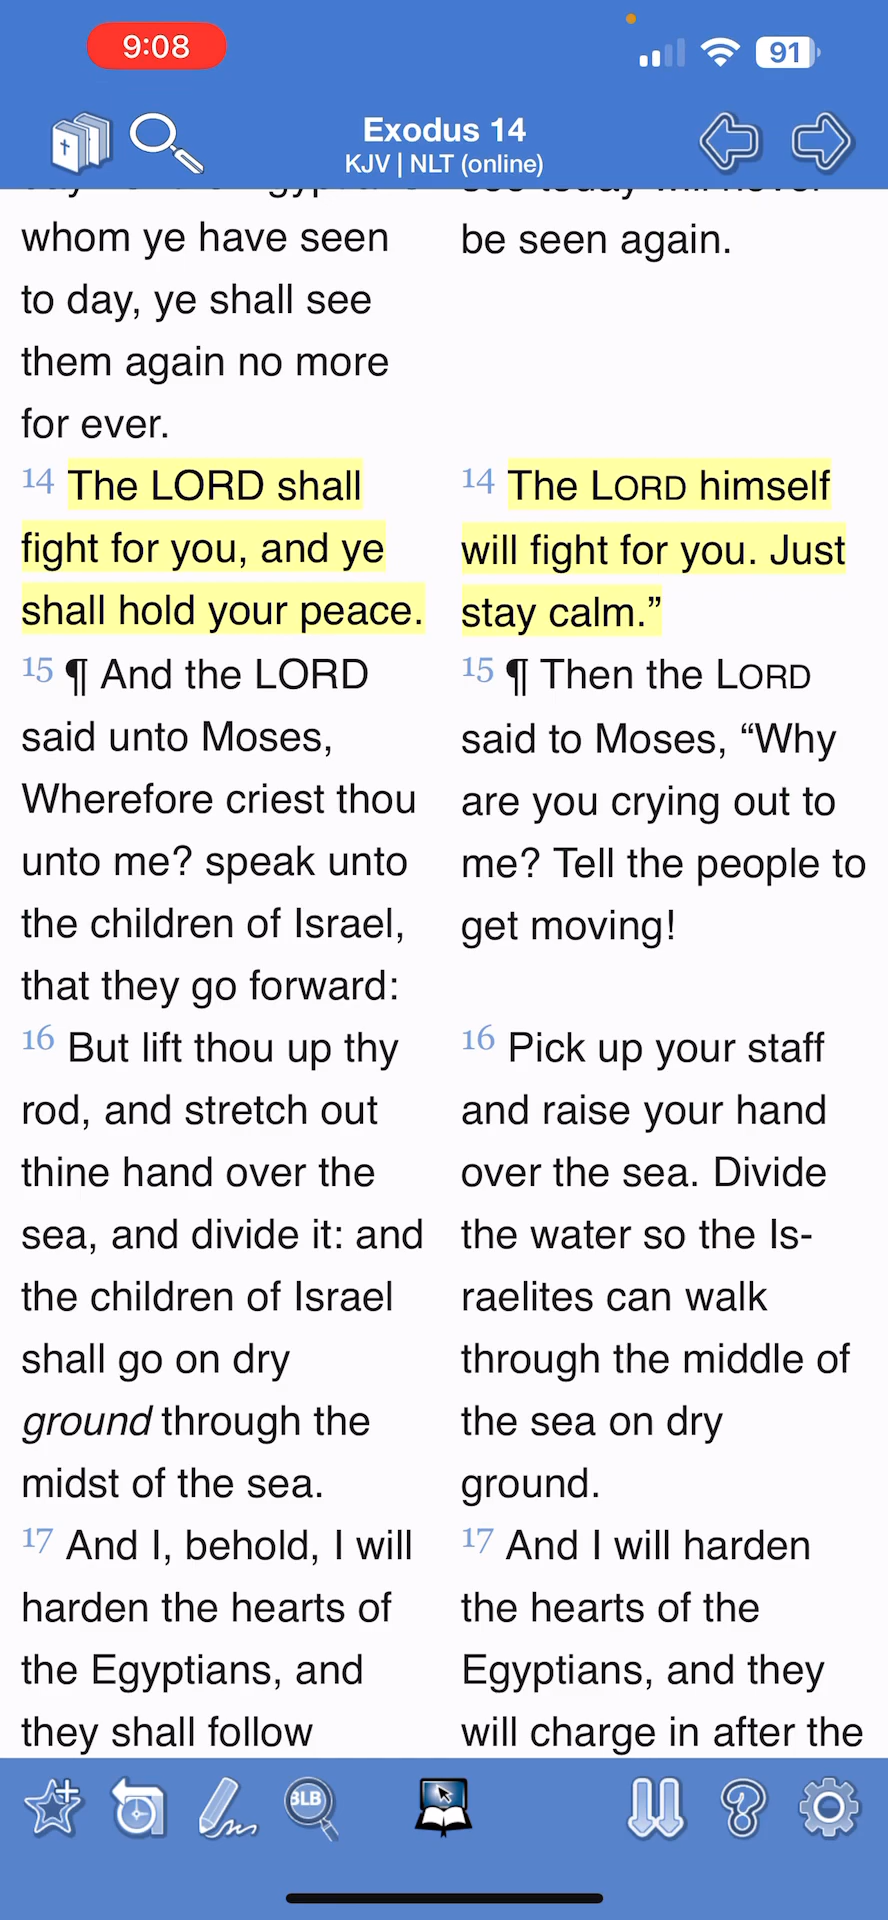 9:08
91
Exodus 14
KJV | NLT (online)
whom ye have seen
to day, ye shall see
them again no more
for ever.
14 The LORD shall
fight for you, and ye
shall hold your peace.
15 ¶ And the LORD
said unto Moses,
Wherefore criest thou
unto me? speak unto
the children of Israel,
that they go forward:
16 But lift thou up thy
rod, and stretch out
thine hand over the
sea, and divide it: and
the children of Israel
shall go on dry
ground through the
midst of the sea.
17 And I, behold, I will
harden the hearts of
the Egyptians, and
they shall follow
be seen again.
14 The LORD himself
will fight for you. Just
stay calm.”
15 ¶ Then the LORD
said to Moses, “Why
are you crying out to
me? Tell the people to
get moving!
16 Pick up your staff
and raise your hand
over the sea. Divide
the water so the Is-
raelites can walk
through the middle of
the sea on dry
ground.
17 And I will harden
the hearts of the
Egyptians, and they
will charge in after the
BLB